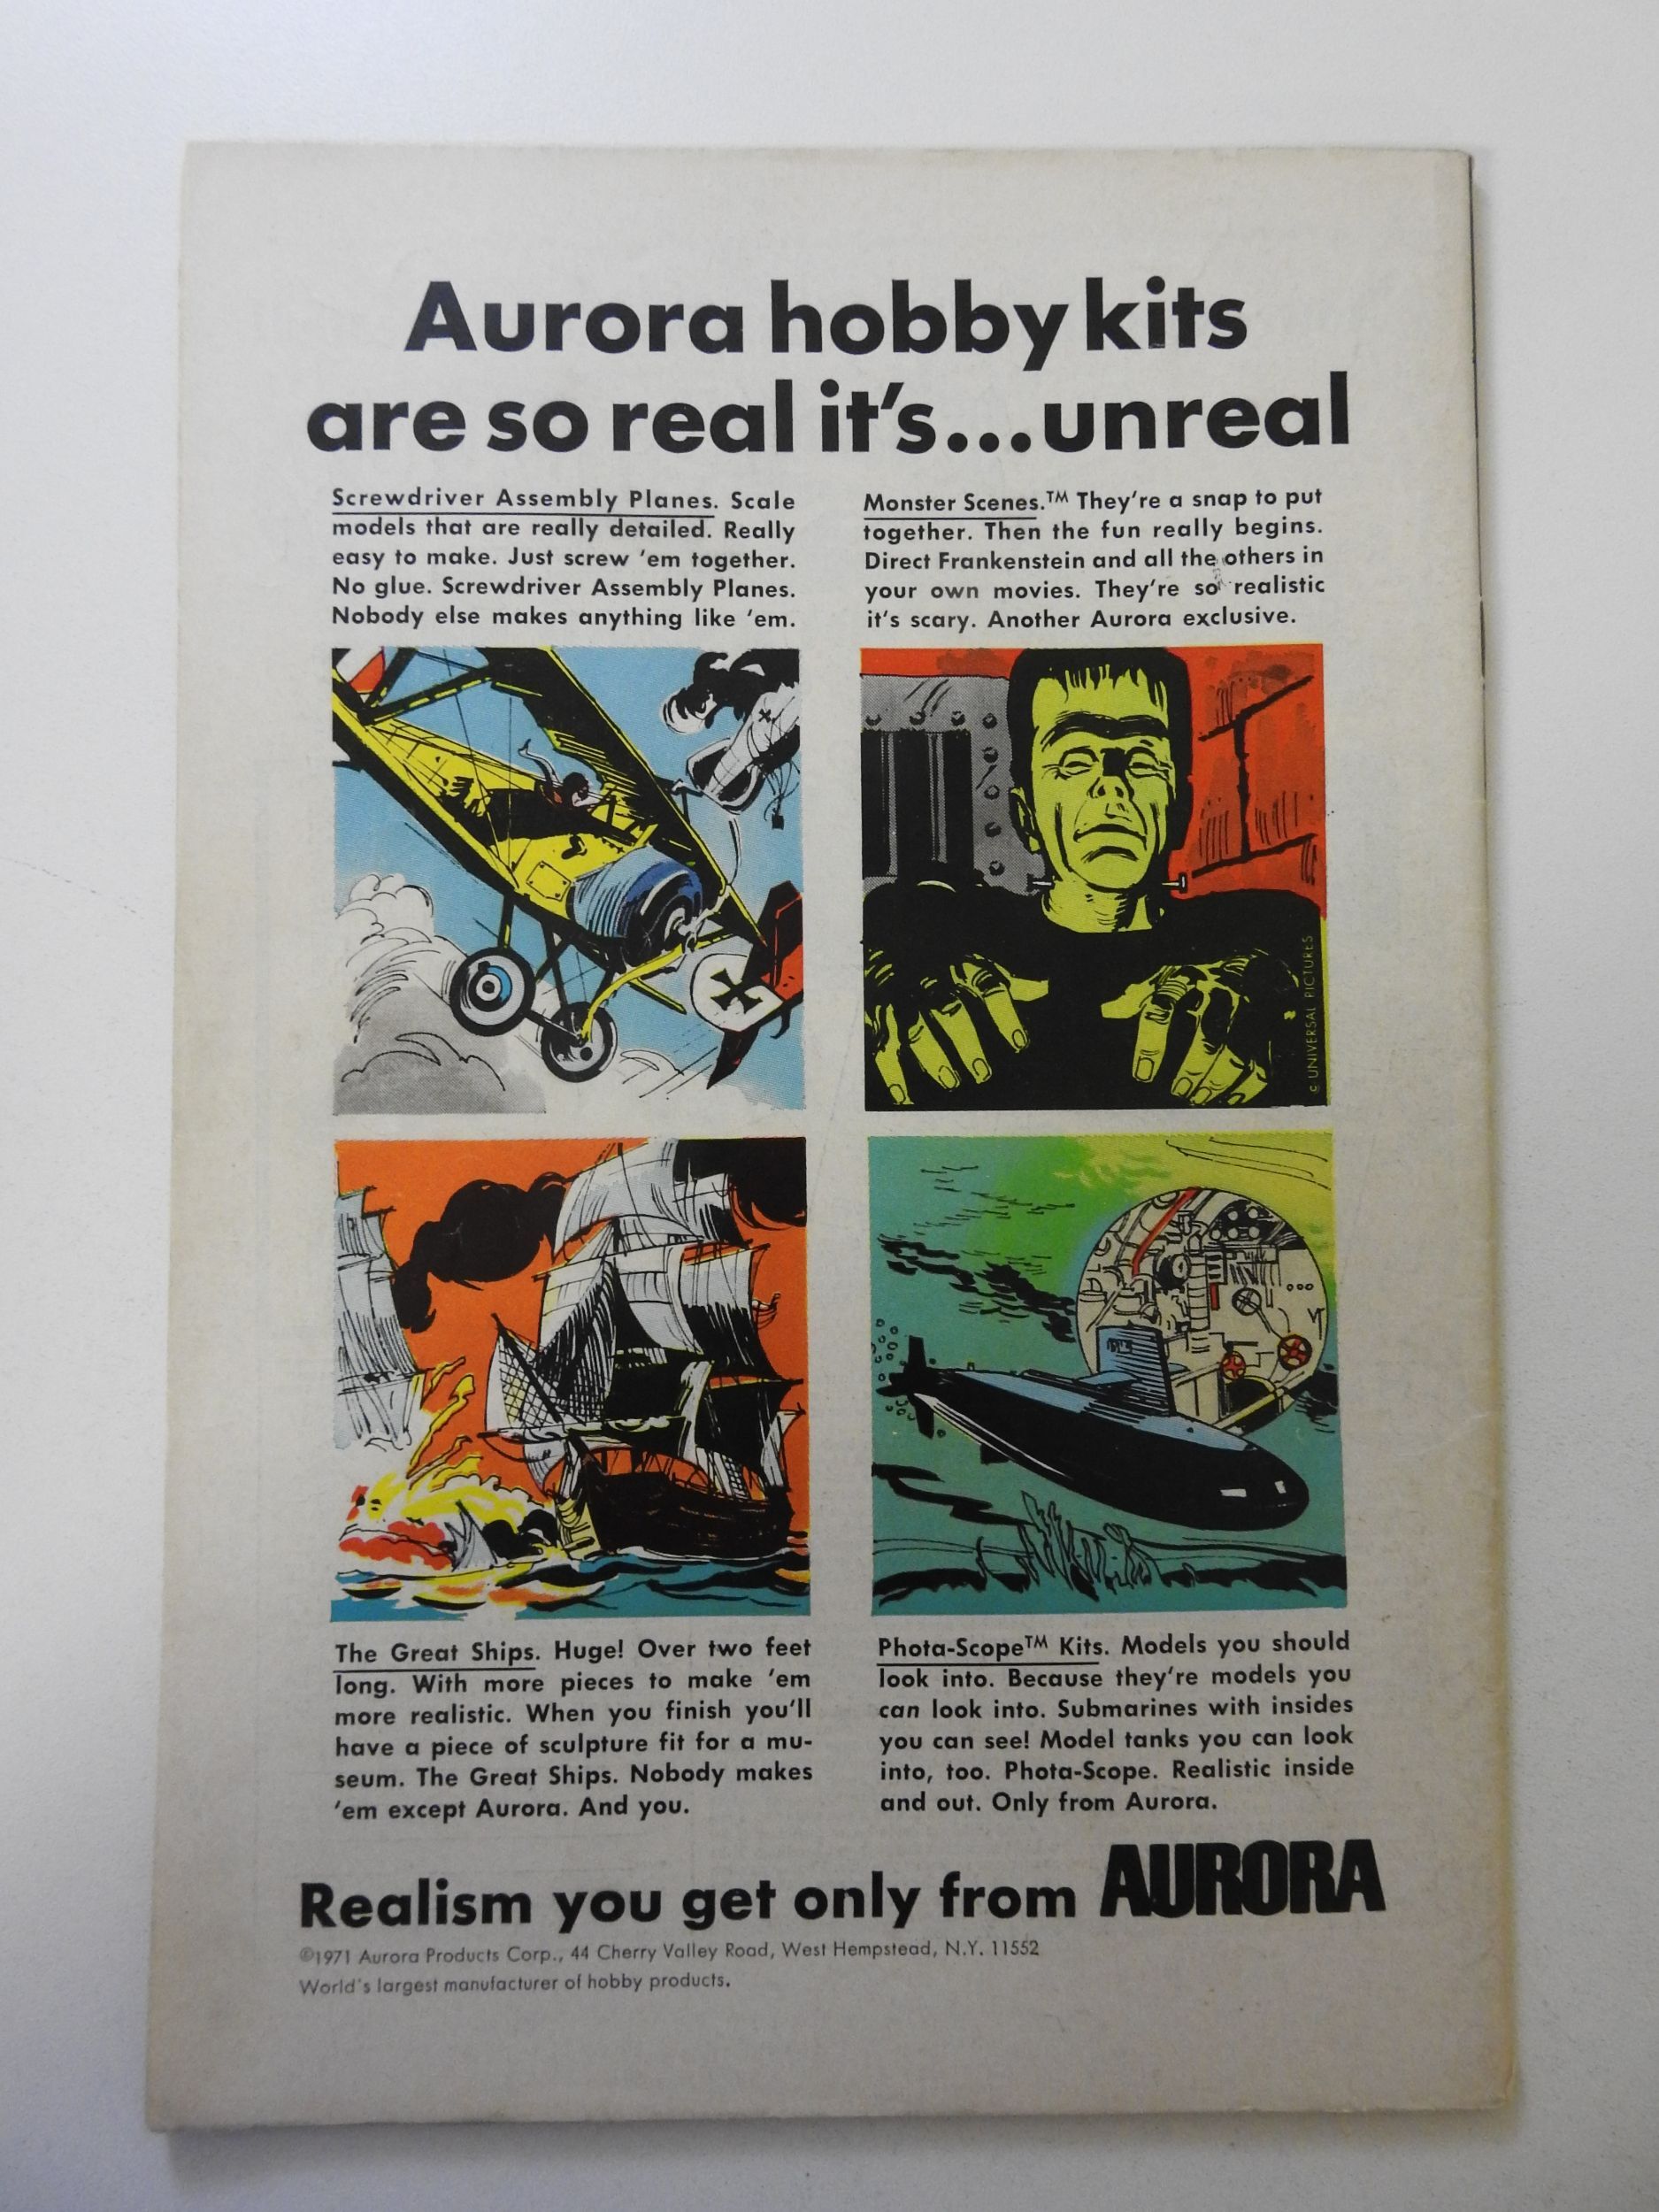 Aurora hobby kits
are so real it's...unreal
Screwdriver Assembly Planes. Scale
models that are really detailed. Really
easy to make. Just screw 'em together.
No glue. Screwdriver Assembly Planes.
Nobody else makes anything like 'em.
Monster Scenes.™ They're a snap to put
together. Then the fun really begins.
Direct Frankenstein and all the others in
your own movies. They're so realistic
it's scary. Another Aurora exclusive.
© UNIVERSAL PICTURES
The Great Ships. Huge! Over two feet
long. With more pieces to make 'em
more realistic. When you finish you'll
have a piece of sculpture fit for a mu-
seum. The Great Ships. Nobody makes
'em except Aurora. And you.
Phota-Scope™ Kits. Models you should
look into. Because they're models you
can look into. Submarines with insides
you can see! Model tanks you can look
into, too. Phota-Scope. Realistic inside
and out. Only from Aurora.
Realism you get only from AURORA
©1971 Aurora Products Corp., 44 Cherry Valley Road, West Hempstead, N.Y. 11552
World's largest manufacturer of hobby products.